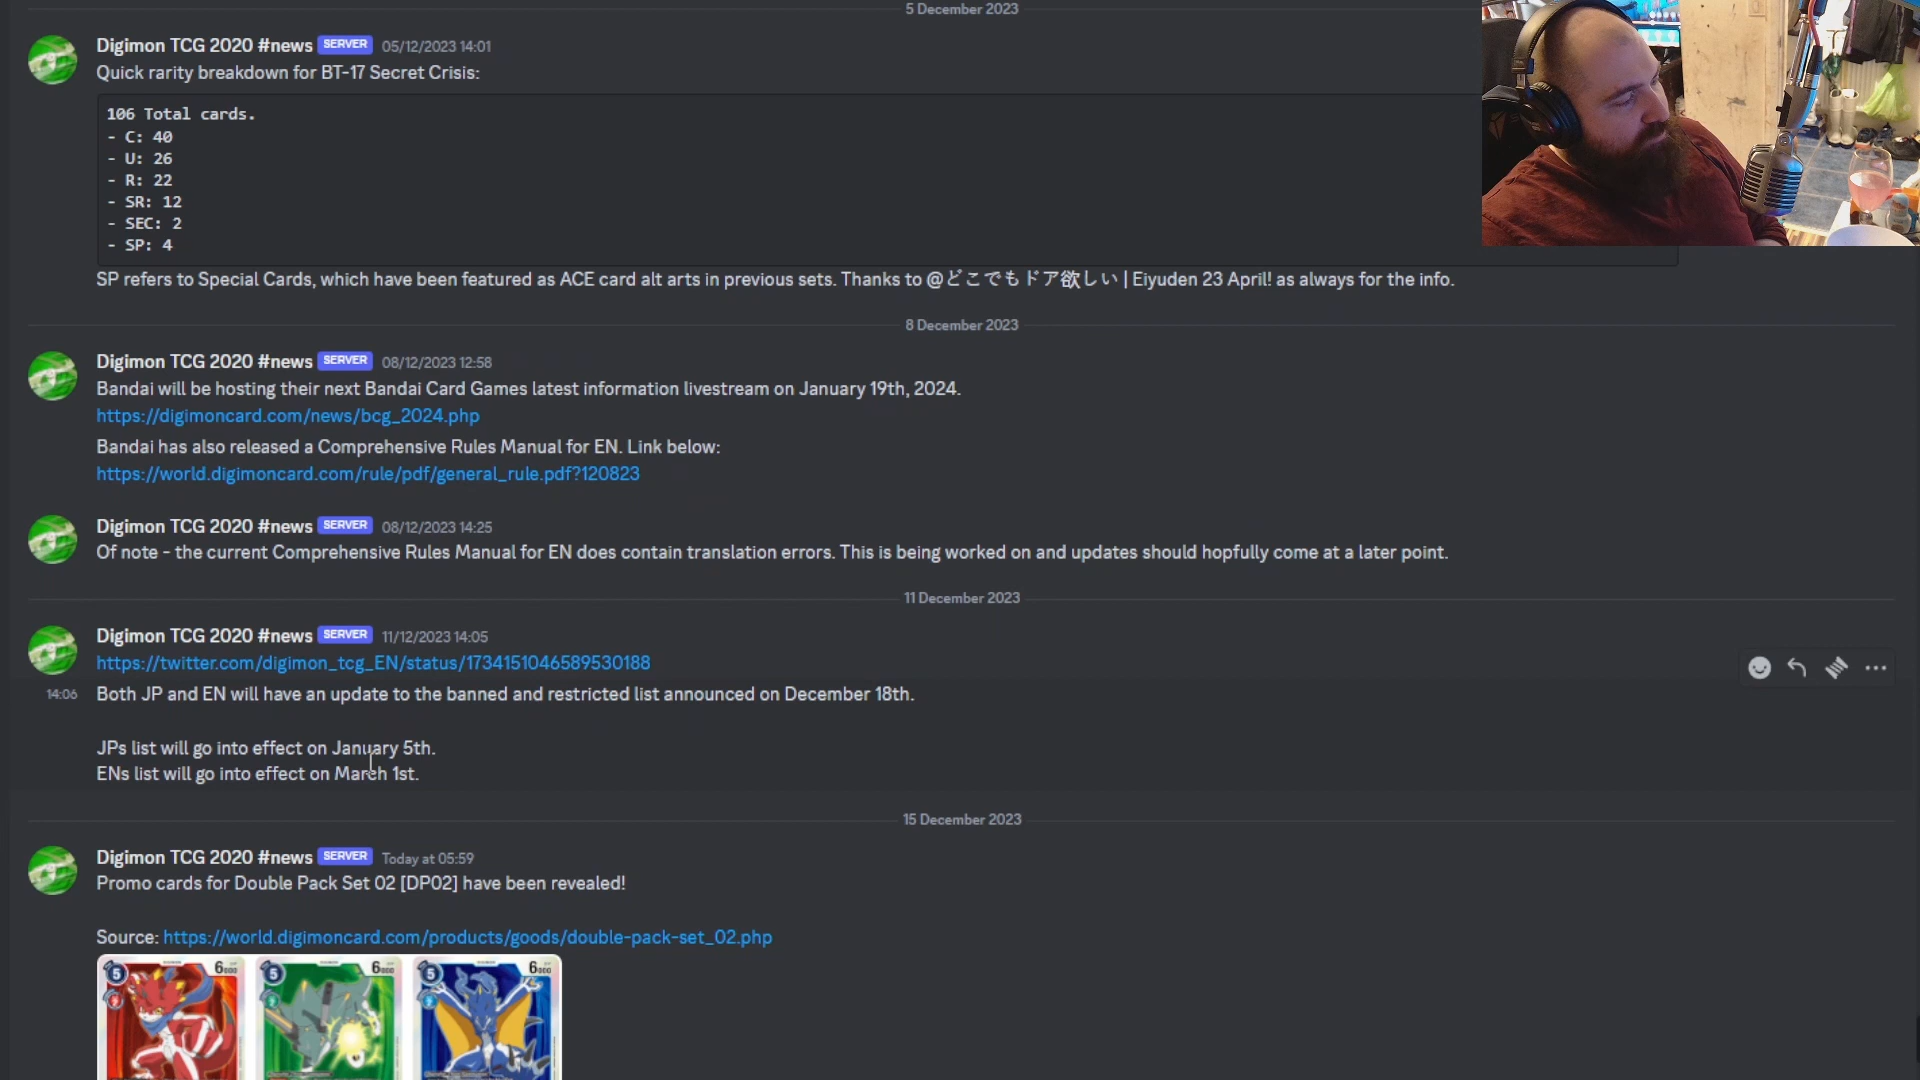 5 December 2023
Digimon TCG 2020 #news SERVER 05/12/2023 14:01
Quick rarity breakdown for BT-17 Secret Crisis:
106 Total cards.
- C: 40
- U: 26
- R: 22
- SR: 12
- SEC: 2
- SP: 4
SP refers to Special Cards, which have been featured as ACE card alt arts in previous sets. Thanks to @どこでもドア欲しい | Eiyuden 23 April! as always for the info.
8 December 2023
Digimon TCG 2020 #news SERVER 08/12/2023 12:58
Bandai will be hosting their next Bandai Card Games latest information livestream on January 19th, 2024.
https://digimoncard.com/news/bcg_2024.php
Bandai has also released a Comprehensive Rules Manual for EN. Link below:
https://world.digimoncard.com/rule/pdf/general_rule.pdf?120823
Digimon TCG 2020 #news SERVER 08/12/2023 14:25
Of note - the current Comprehensive Rules Manual for EN does contain translation errors. This is being worked on and updates should hopefully come at a later point.
11 December 2023
Digimon TCG 2020 #news SERVER 11/12/2023 14:05
https://twitter.com/digimon_tcg_EN/status/1734151046589530188
14:06 Both JP and EN will have an update to the banned and restricted list announced on December 18th.
JPs list will go into effect on January 5th.
ENs list will go into effect on March 1st.
15 December 2023
Digimon TCG 2020 #news SERVER Today at 05:59
Promo cards for Double Pack Set 02 [DP02] have been revealed!
Source: https://world.digimoncard.com/products/goods/double-pack-set_02.php
5 6000 5 6000 5 6000